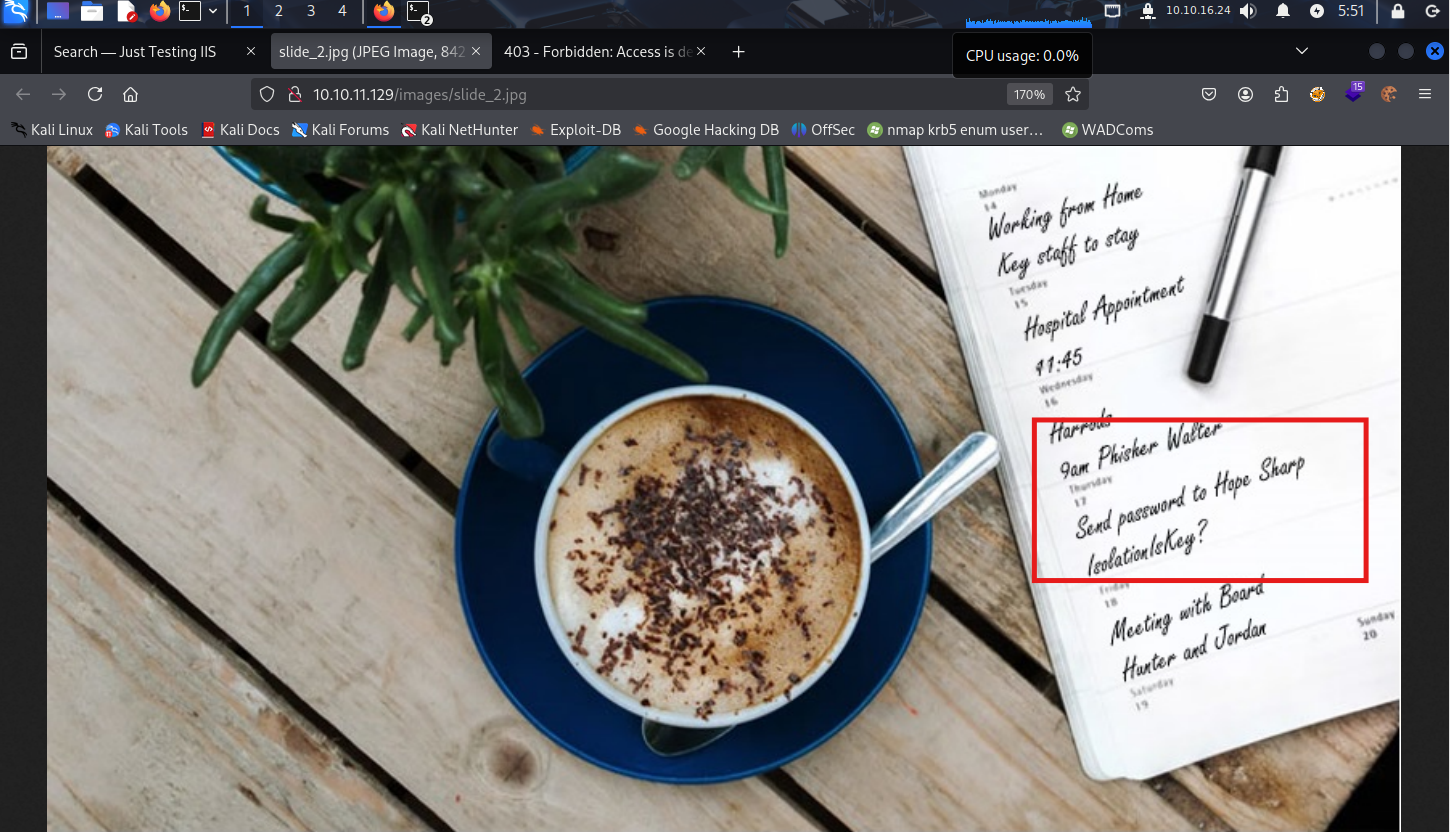 1
2
3
4
2
10.10.16.24
5:51
Search — Just Testing IIS
slide_2.jpg (JPEG Image, 842
403 - Forbidden: Access is de
CPU usage: 0.0%
10.10.11.129/images/slide_2.jpg
170%
15
Kali Linux
Kali Tools
Kali Docs
Kali Forums
Kali NetHunter
Exploit-DB
Google Hacking DB
OffSec
nmap krb5 enum user…
WADComs
Monday
14
Working from Home
Key staff to stay
Tuesday
15
Hospital Appointment
11:45
Wednesday
16
Harrods
9am Phisher Walter
Thursday
17
Send password to Hope Sharp
IsolationIsKey?
Friday
18
Meeting with Board
Hunter and Jordan
Saturday
19
Sunday
20